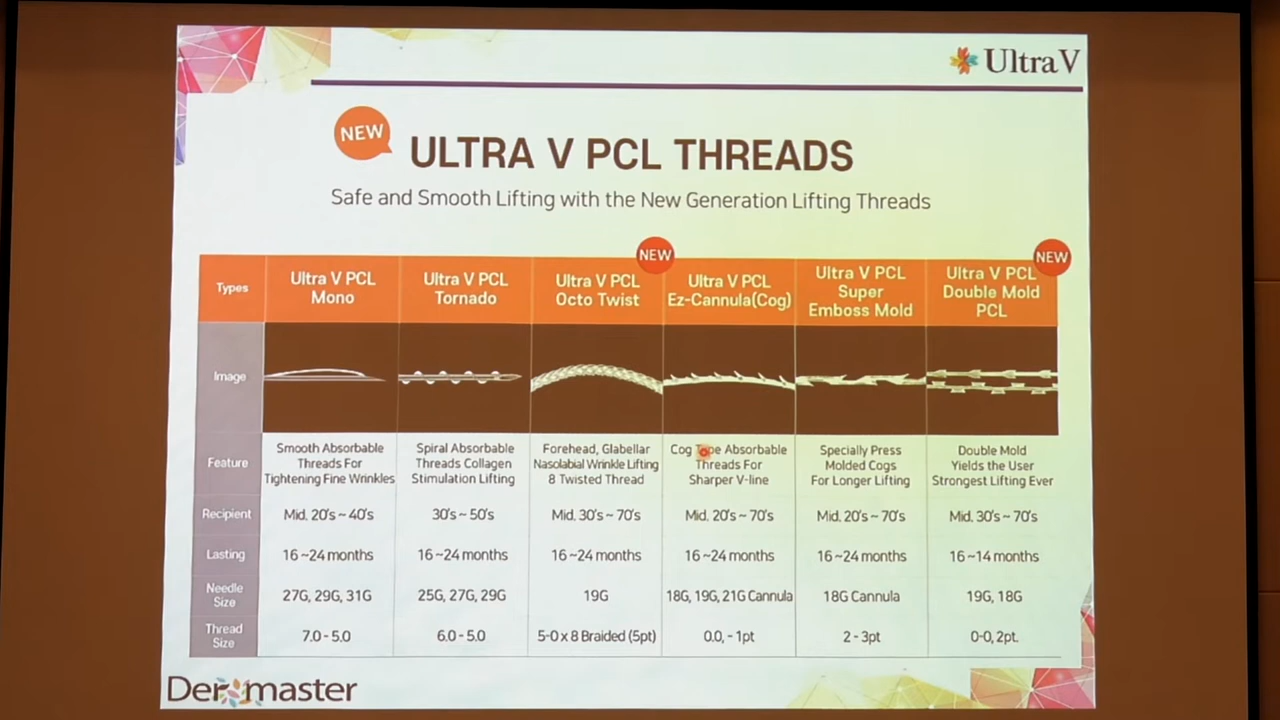 UltraV
NEW
ULTRA V PCL THREADS
Safe and Smooth Lifting with the New Generation Lifting Threads
NEW
NEW
Types
Ultra V PCL
Mono
Ultra V PCL
Tornado
Ultra V PCL
Octo Twist
Ultra V PCL
Ez-Cannula(Cog)
Ultra V PCL
Super
Emboss Mold
Ultra V PCL
Double Mold
PCL
Image
Feature
Smooth Absorbable
Threads For
Tightening Fine Wrinkles
Spiral Absorbable
Threads Collagen
Stimulation Lifting
Forehead, Glabellar
Nasolabial Wrinkle Lifting
8 Twisted Thread
Cog Type Absorbable
Threads For
Sharper V-line
Specially Press
Molded Cogs
For Longer Lifting
Double Mold
Yields the User
Strongest Lifting Ever
Recipient
Mid. 20's ~ 40's
30's ~ 50's
Mid. 30's ~ 70's
Mid. 20's ~ 70's
Mid. 20's ~ 70's
Mid. 30's ~ 70's
Lasting
16 ~24 months
16 ~24 months
16 ~24 months
16 ~24 months
16 ~24 months
16 ~14 months
Needle
Size
27G, 29G, 31G
25G, 27G, 29G
19G
18G, 19G, 21G Cannula
18G Cannula
19G, 18G
Thread
Size
7.0 - 5.0
6.0 - 5.0
5-0 x 8 Braided (5pt)
0.0, - 1pt
2 - 3pt
0-0, 2pt.
Dermaster